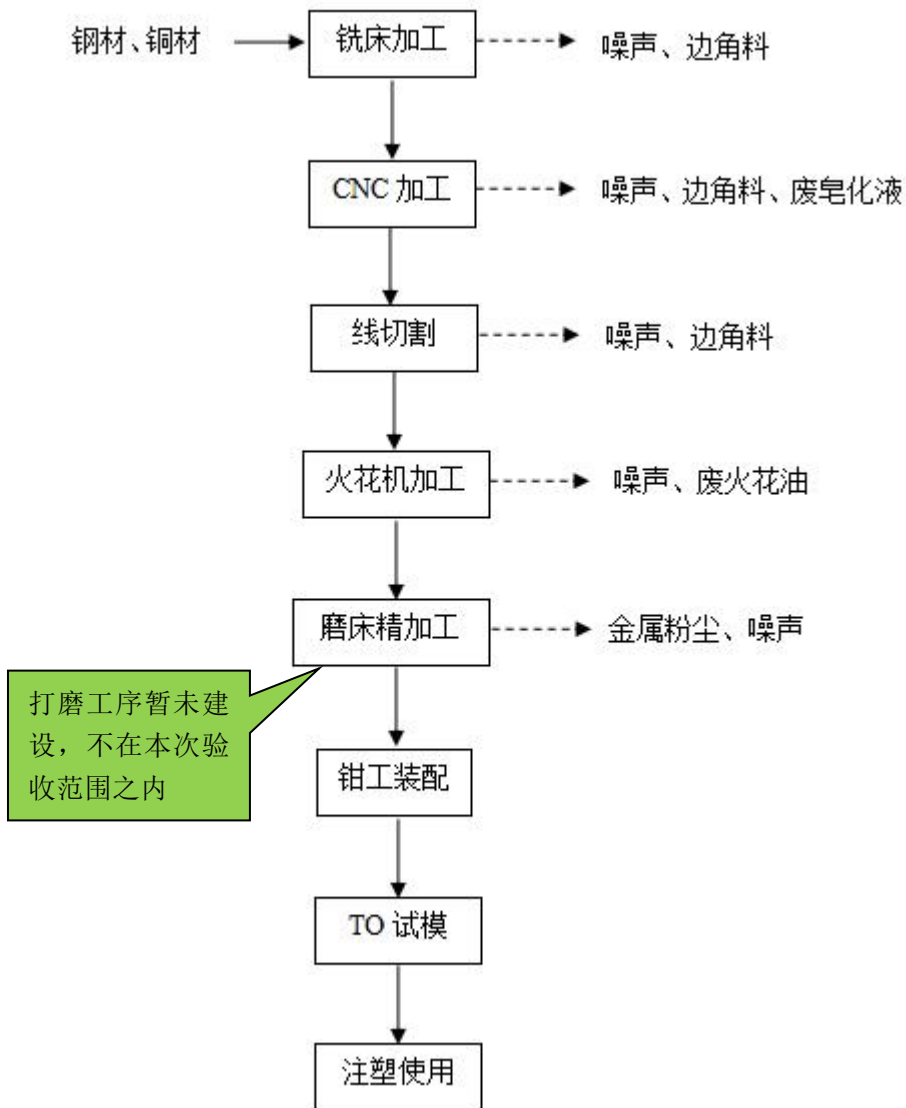 钢材、铜材
铣床加工
噪声、边角料
CNC 加工
噪声、边角料、废皂化液
线切割
噪声、边角料
火花机加工
噪声、废火花油
磨床精加工
金属粉尘、噪声
打磨工序暂未建
设，不在本次验
收范围之内
钳工装配
TO 试模
注塑使用